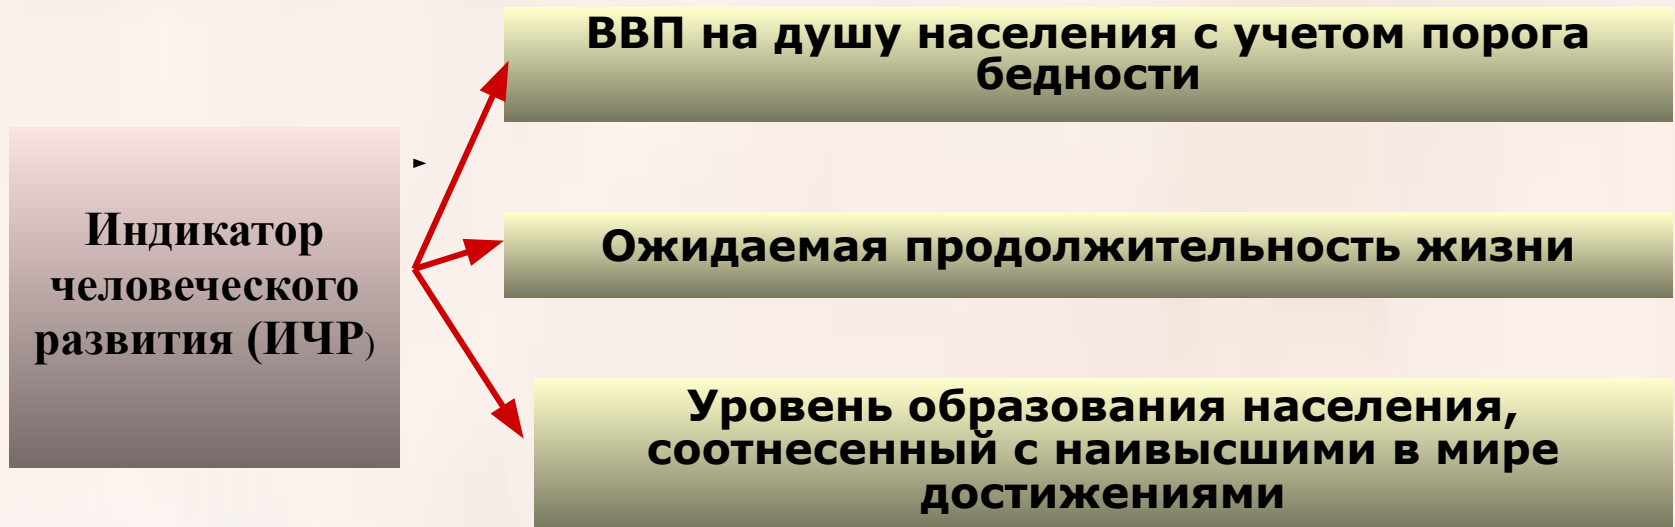 ВВП на душу населения с учетом порога
бедности
Индикатор
человеческого
развития (ИЧР)
Ожидаемая продолжительность жизни
Уровень образования населения,
соотнесенный с наивысшими в мире
достижениями